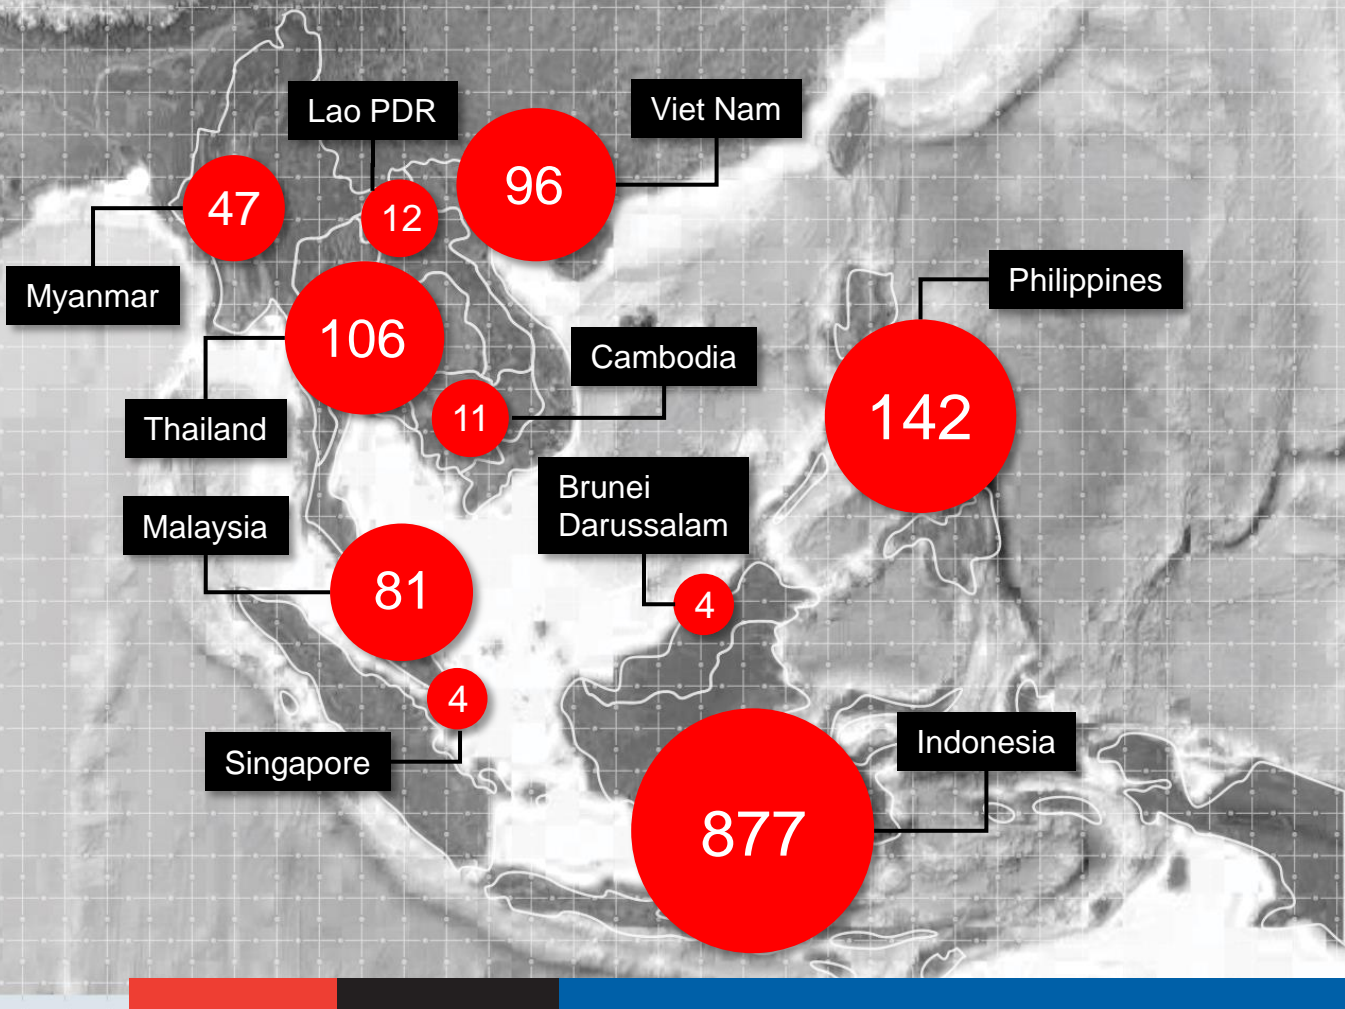 Lao PDR
Viet Nam
96
47
12
Myanmar
Philippines
106
Cambodia
142
11
Thailand
Brunei
Darussalam
Malaysia
81
4
4
Singapore
Indonesia
877